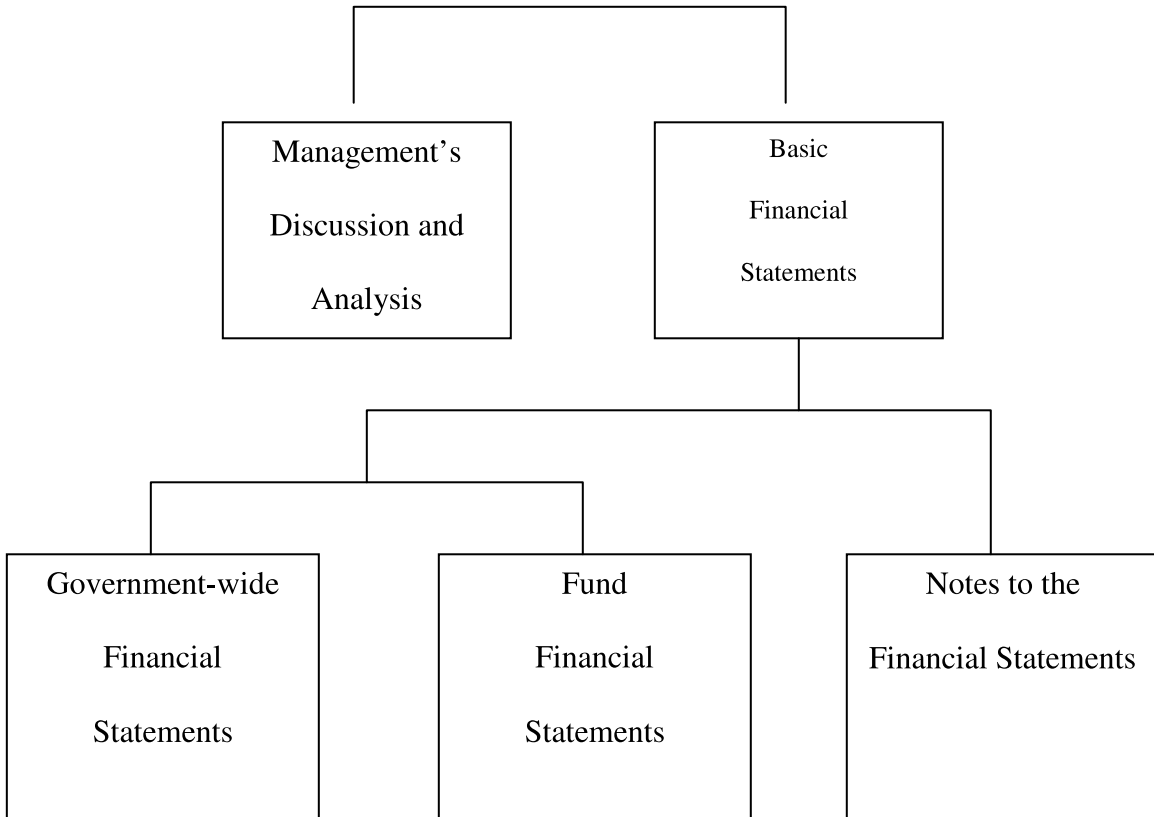 Management’s
Discussion and
Analysis
Basic
Financial
Statements
Government-wide
Financial
Statements
Fund
Financial
Statements
Notes to the
Financial Statements